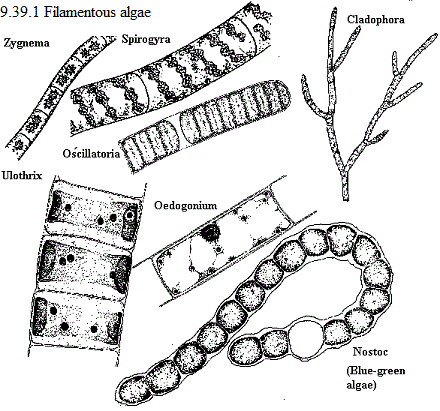 9.39.1 Filamentous algae
Cladophora
Zygnema
Spirogyra
Oscillatoria
Ulothrix
Oedogonium
Nostoc
(Blue-green
algae)